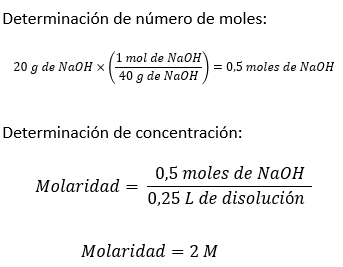 Determinación de número de moles:
20 g de NaOH × (1 mol de NaOH / 40 g de NaOH) = 0,5 moles de NaOH
Determinación de concentración:
Molaridad = 0,5 moles de NaOH / 0,25 L de disolución
Molaridad = 2 M